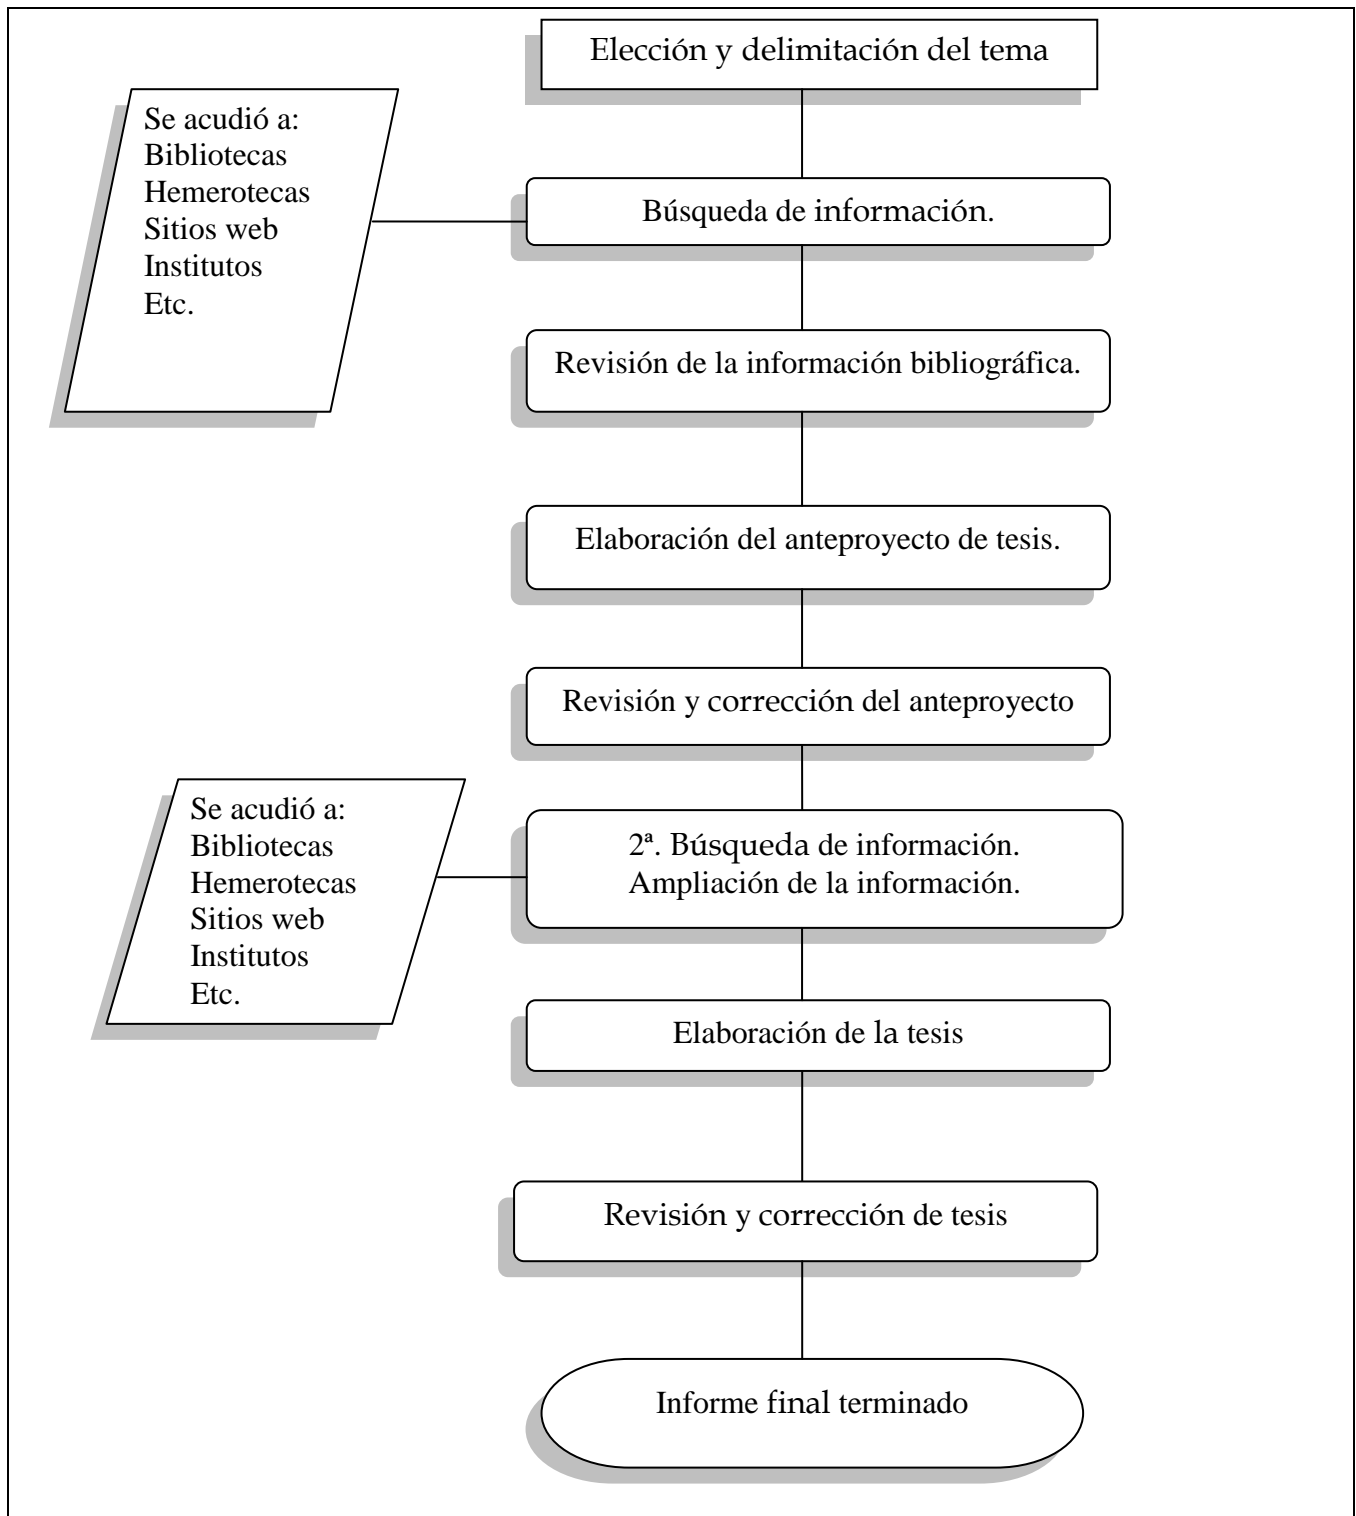 Elección y delimitación del tema
Se acudió a:
Bibliotecas
Hemerotecas
Sitios web
Institutos
Etc.
Búsqueda de información.
Revisión de la información bibliográfica.
Elaboración del anteproyecto de tesis.
Revisión y corrección del anteproyecto
Se acudió a:
Bibliotecas
Hemerotecas
Sitios web
Institutos
Etc.
2ª. Búsqueda de información.
Ampliación de la información.
Elaboración de la tesis
Revisión y corrección de tesis
Informe final terminado